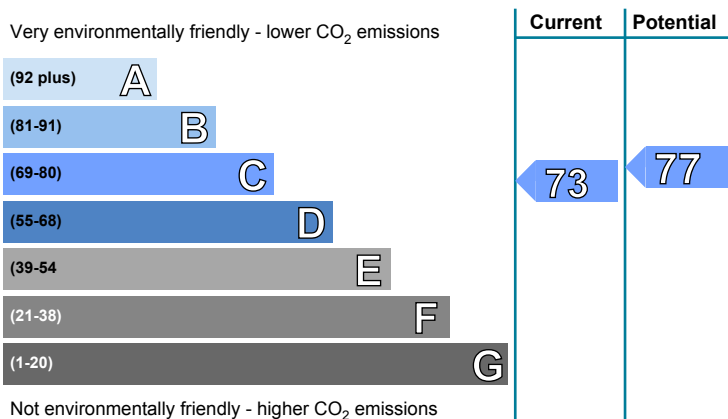 Current Potential
Very environmentally friendly - lower CO2 emissions
(92 plus) A
(81-91) B
(69-80) C
73 77
(55-68) D
(39-54 E
(21-38) F
(1-20) G
Not environmentally friendly - higher CO2 emissions